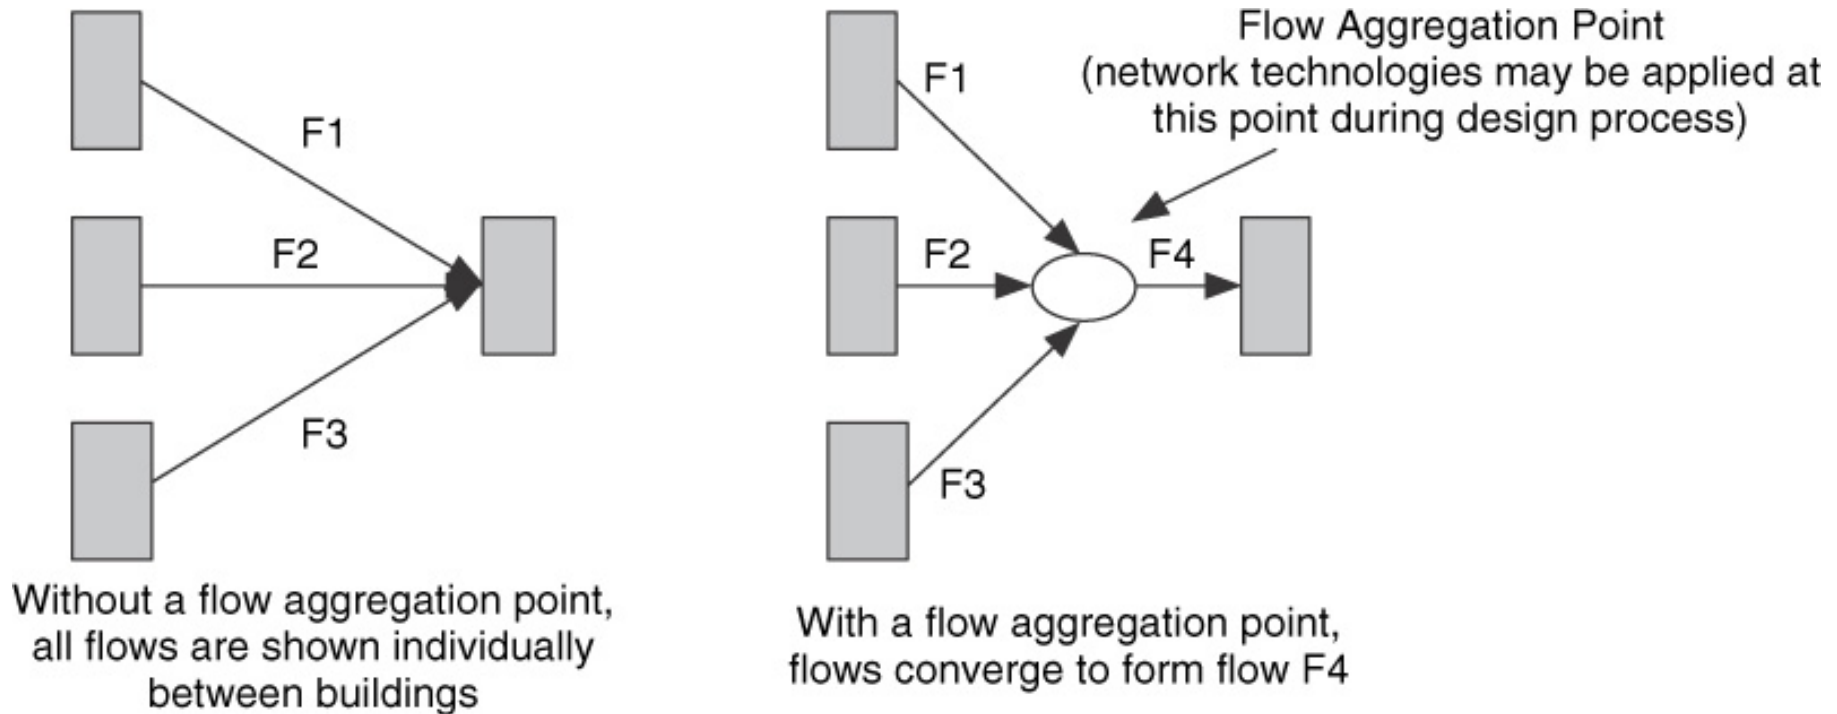 F1
F2
F3
Without a flow aggregation point,
all flows are shown individually
between buildings
Flow Aggregation Point
(network technologies may be applied at
this point during design process)
F1
F2
F4
F3
With a flow aggregation point,
flows converge to form flow F4